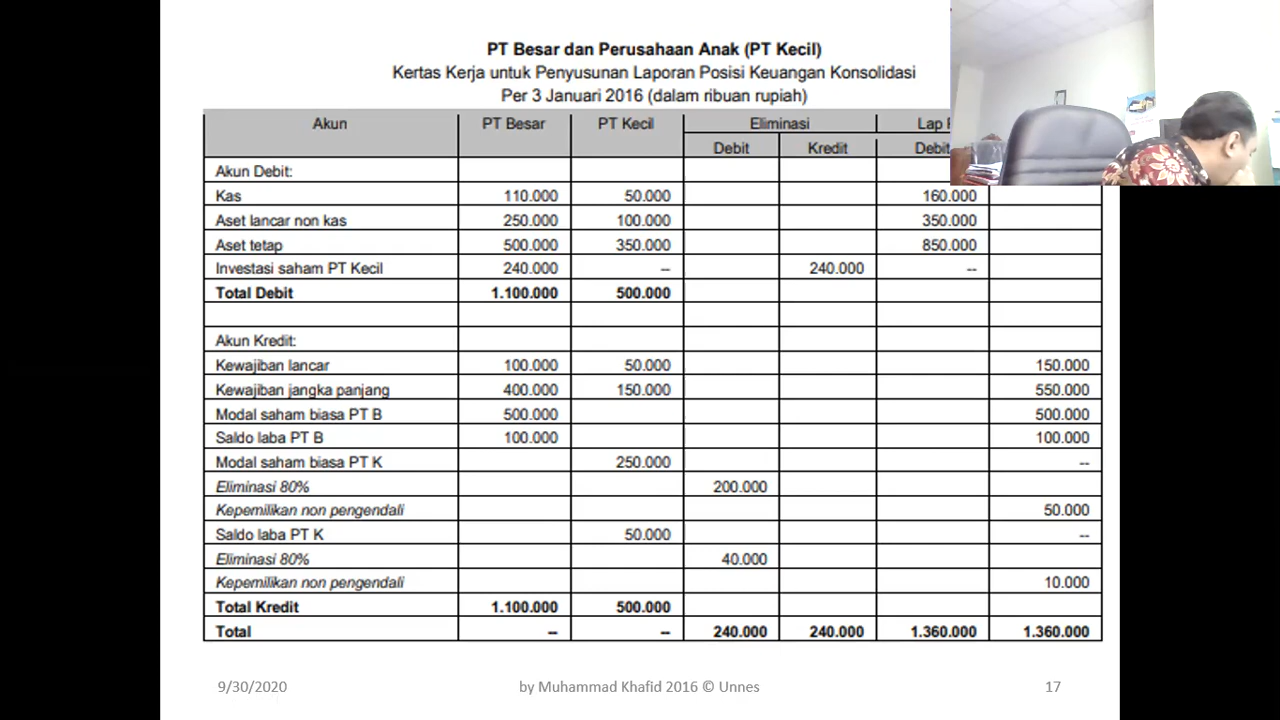 PT Besar dan Perusahaan Anak (PT Kecil)
Kertas Kerja untuk Penyusunan Laporan Posisi Keuangan Konsolidasi
Per 3 Januari 2016 (dalam ribuan rupiah)
Akun PT Besar PT Kecil Eliminasi Lap
Debit Kredit Debit
Akun Debit:
Kas 110.000 50.000 160.000
Aset lancar non kas 250.000 100.000 350.000
Aset tetap 500.000 350.000 850.000
Investasi saham PT Kecil 240.000 -- 240.000 --
Total Debit 1.100.000 500.000
Akun Kredit:
Kewajiban lancar 100.000 50.000 150.000
Kewajiban jangka panjang 400.000 150.000 550.000
Modal saham biasa PT B 500.000 500.000
Saldo laba PT B 100.000 100.000
Modal saham biasa PT K 250.000 --
Eliminasi 80% 200.000
Kepemilikan non pengendali 50.000
Saldo laba PT K 50.000 --
Eliminasi 80% 40.000
Kepemilikan non pengendali 10.000
Total Kredit 1.100.000 500.000
Total -- -- 240.000 240.000 1.360.000 1.360.000
9/30/2020 by Muhammad Khafid 2016 © Unnes 17